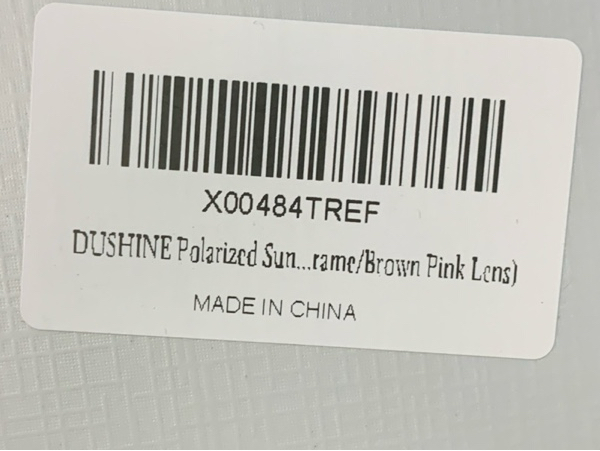 X00484TREF
DUSHINE Polarized Sun...rame/Brown Pink Lens)
MADE IN CHINA